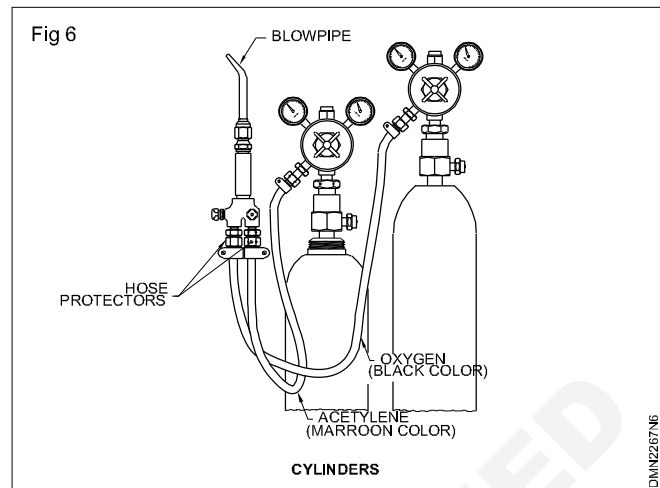 Fig 6
BLOWPIPE
HOSE
PROTECTORS
OXYGEN
(BLACK COLOR)
ACETYLENE
(MARROON COLOR)
CYLINDERS
DMN2267N6